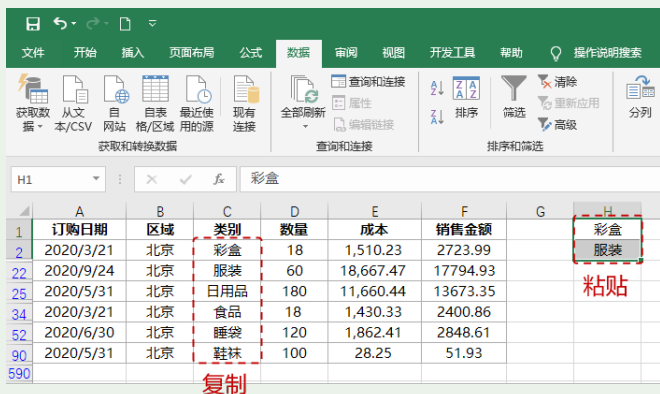 文件 开始 插入 页面布局 公式 数据 审阅 视图 开发工具 帮助 操作说明搜索
获取数据 从文本/CSV 自网站 自表格/区域 最近使用的源 现有连接 全部刷新 查询和连接 属性 编辑链接 排序 筛选 清除 重新应用 高级 分列
获取和转换数据 查询和连接 排序和筛选
H1 fx 彩盒
A B C D E F G H
1 订购日期 区域 类别 数量 成本 销售金额 彩盒
2 2020/3/21 北京 彩盒 18 1,510.23 2723.99 服装
22 2020/9/24 北京 服装 60 18,667.47 17794.93
25 2020/5/31 北京 日用品 180 11,660.44 13673.35 粘贴
34 2020/3/21 北京 食品 18 1,430.33 2400.86
52 2020/6/30 北京 睡袋 120 1,862.41 2848.61
90 2020/5/31 北京 鞋袜 100 28.25 51.93
590
复制